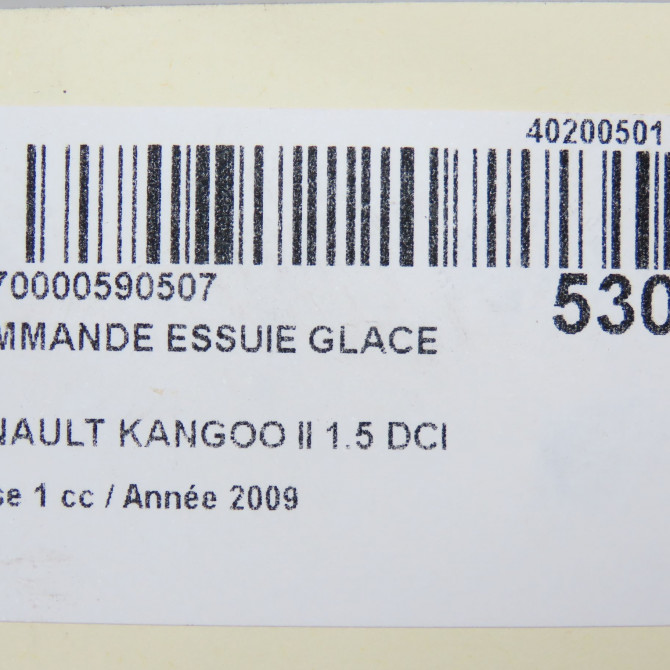 40200501
70000590507
530
MMANDE ESSUIE GLACE
NAULT KANGOO II 1.5 DCI
se 1 cc / Année 2009